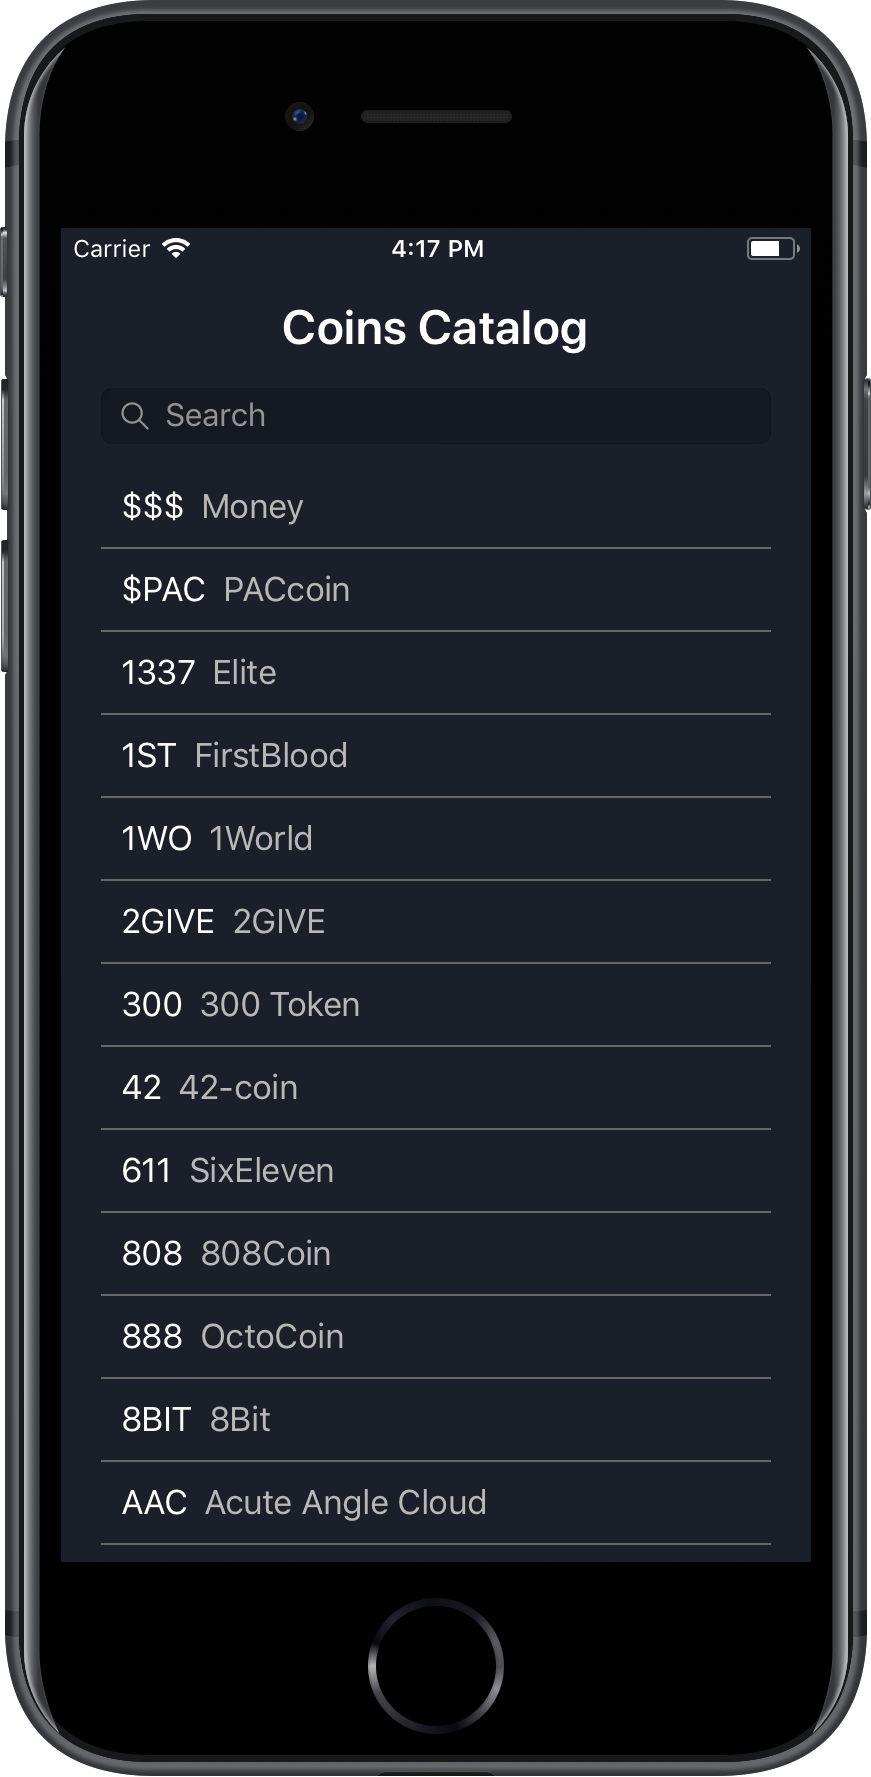 Carrier 4:17 PM
Coins Catalog
Search
$$$ Money
$PAC PACcoin
1337 Elite
1ST FirstBlood
1WO 1World
2GIVE 2GIVE
300 300 Token
42 42-coin
611 SixEleven
808 808Coin
888 OctoCoin
8BIT 8Bit
AAC Acute Angle Cloud